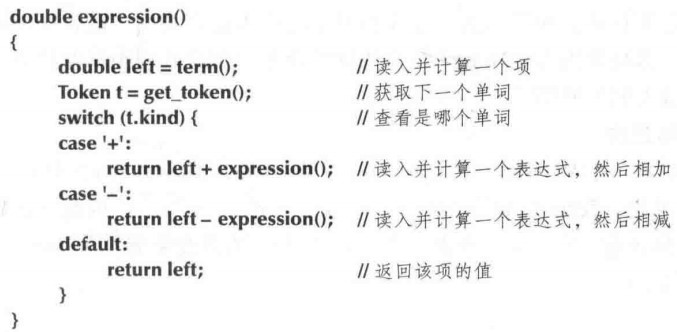 double expression()
{
double left = term(); // 读入并计算一个项
Token t = get_token(); // 获取下一个单词
switch (t.kind) { // 查看是哪个单词
case '+':
return left + expression(); // 读入并计算一个表达式，然后相加
case '–':
return left – expression(); // 读入并计算一个表达式，然后相减
default:
return left; // 返回该项的值
}
}